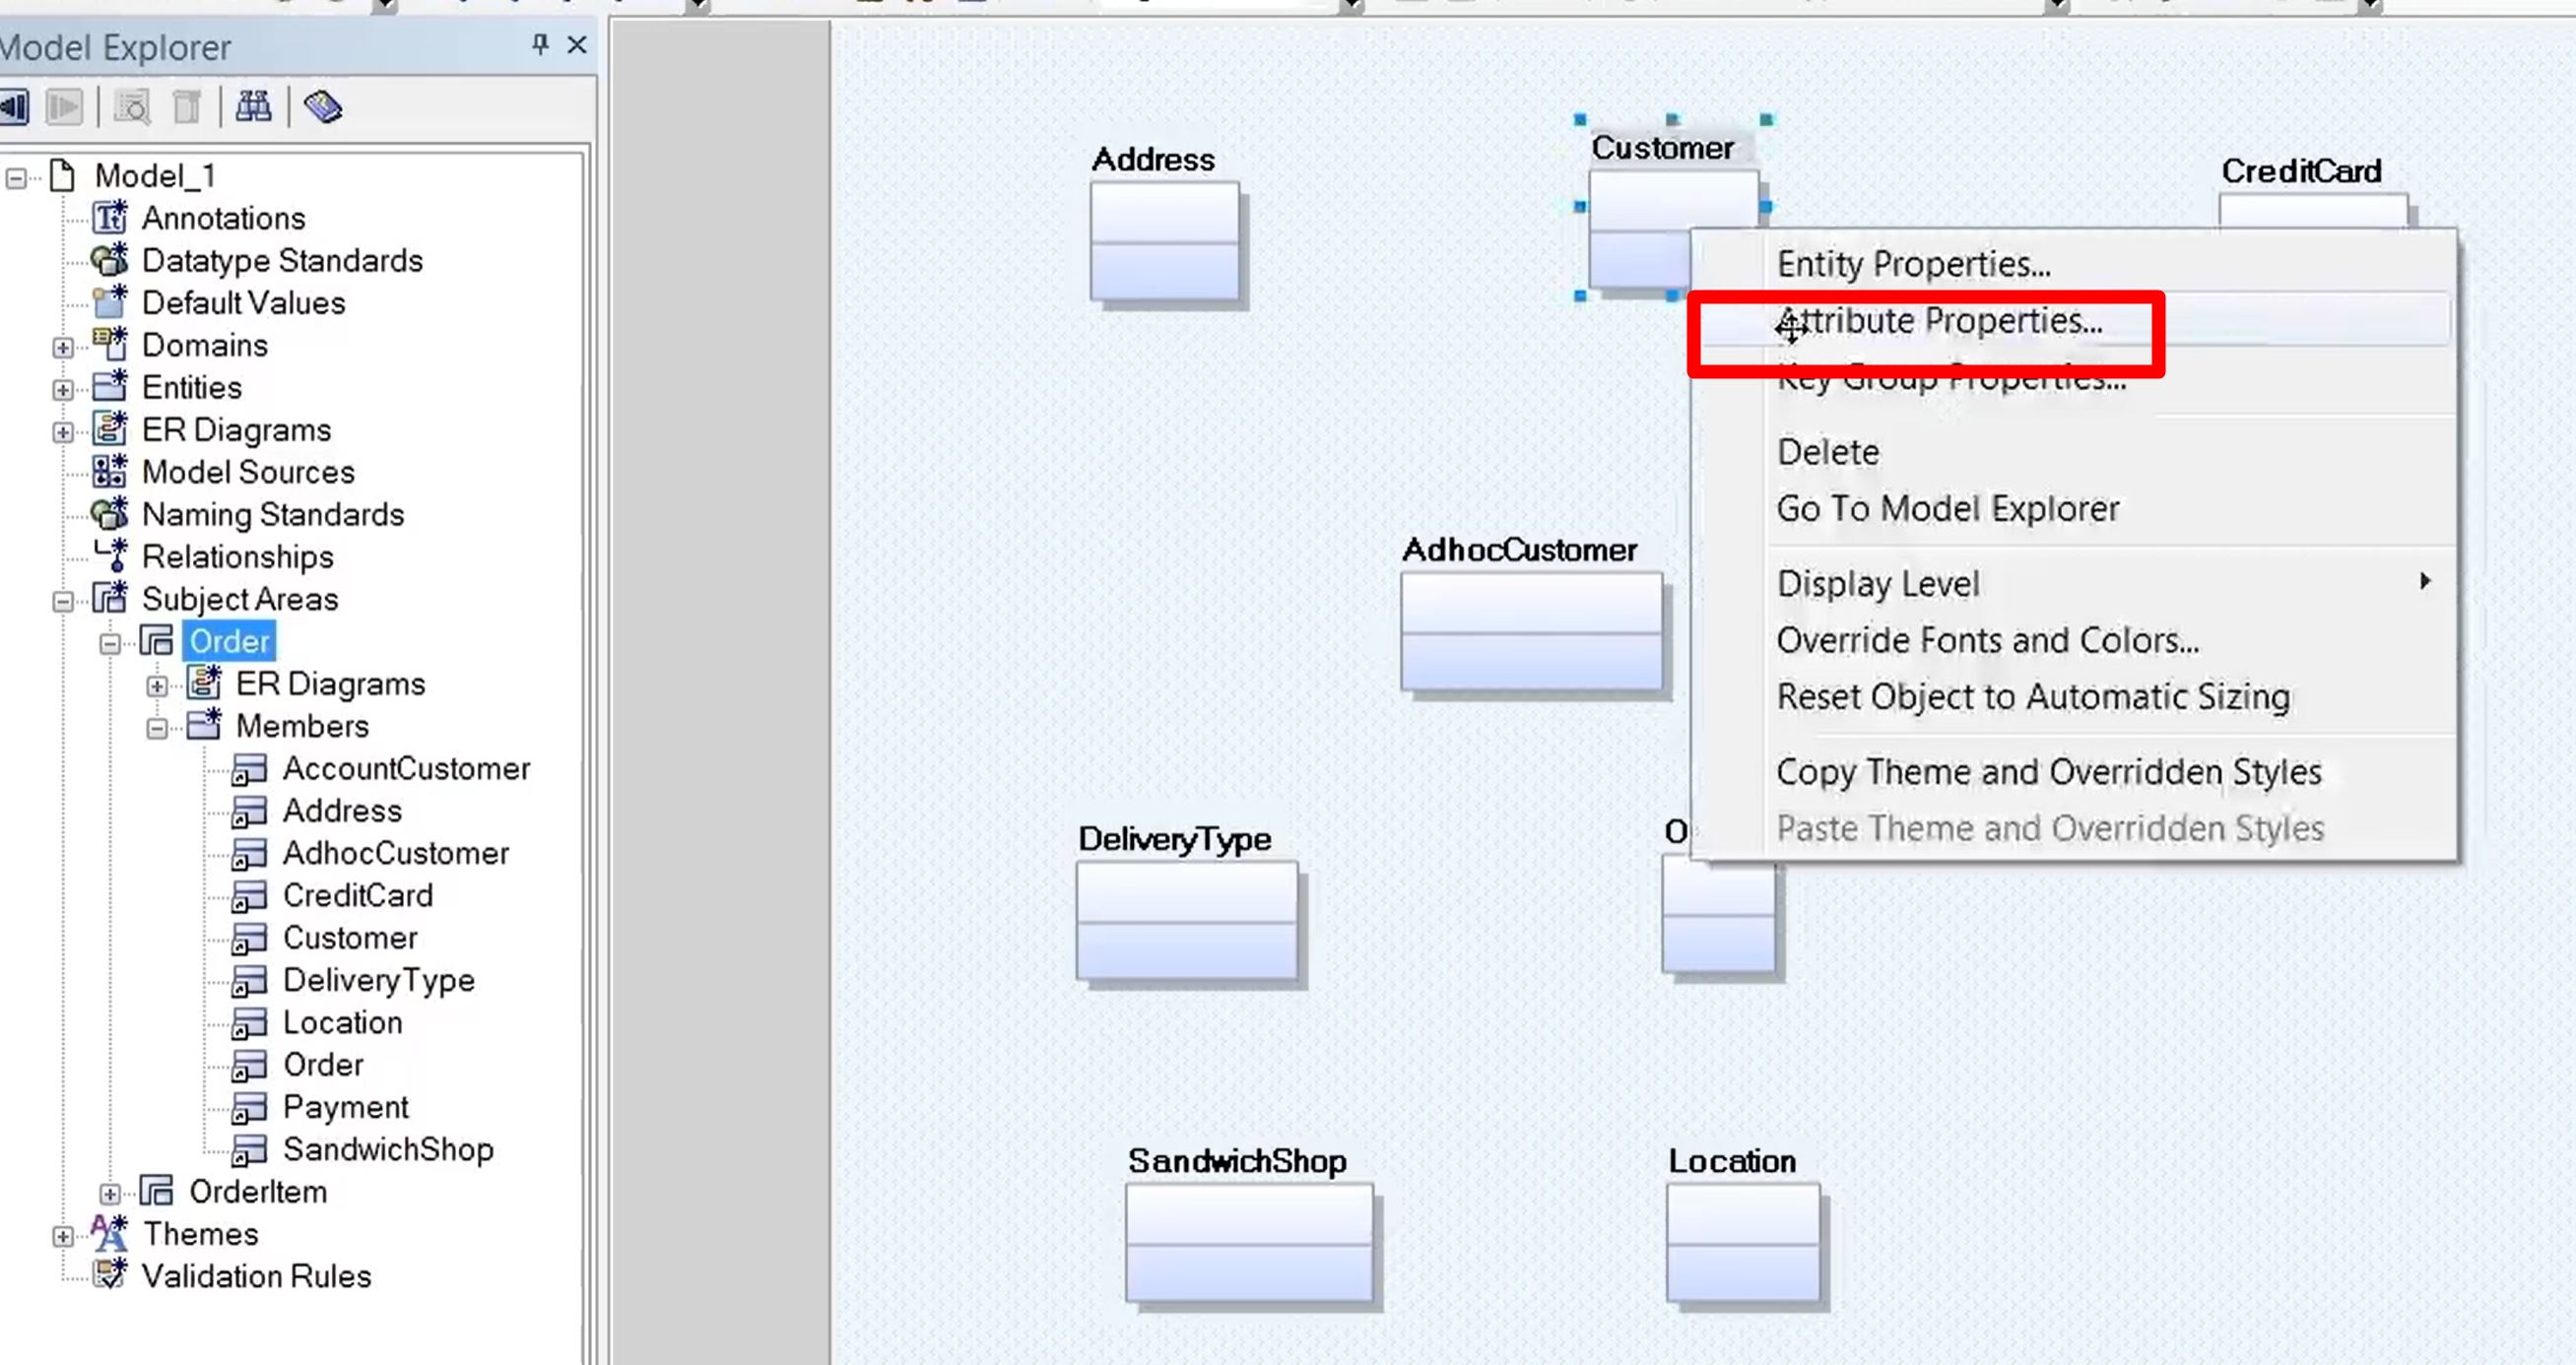 Model Explorer
Model_1
Annotations
Datatype Standards
Default Values
Domains
Entities
ER Diagrams
Model Sources
Naming Standards
Relationships
Subject Areas
Order
ER Diagrams
Members
AccountCustomer
Address
AdhocCustomer
CreditCard
Customer
DeliveryType
Location
Order
Payment
SandwichShop
OrderItem
Themes
Validation Rules
Address
Customer
CreditCard
Entity Properties...
Attribute Properties...
Key Group Properties...
Delete
Go To Model Explorer
Display Level
Override Fonts and Colors...
Reset Object to Automatic Sizing
Copy Theme and Overridden Styles
Paste Theme and Overridden Styles
AdhocCustomer
DeliveryType
O
SandwichShop
Location